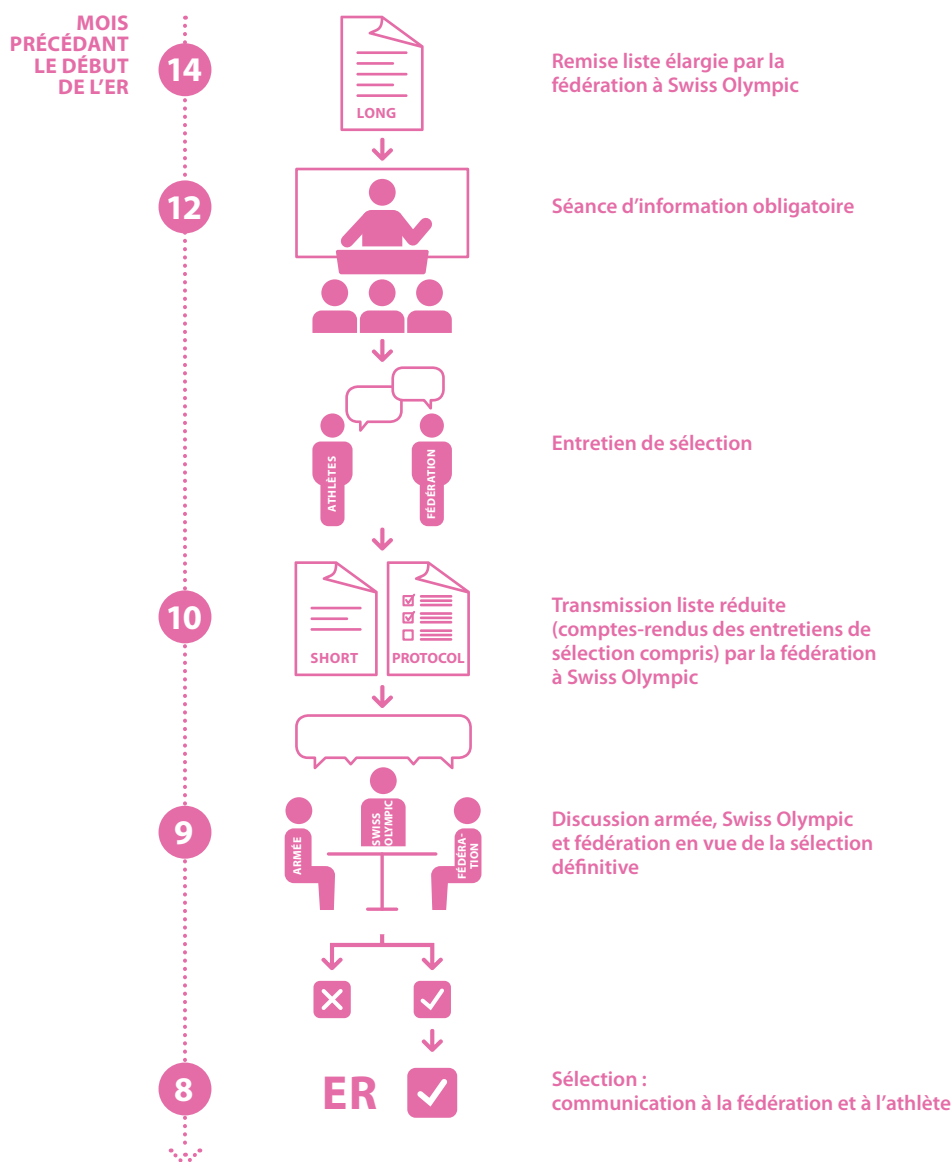 MOIS
PRÉCÉDANT
LE DÉBUT
DE L'ER
14
LONG
Remise liste élargie par la
fédération à Swiss Olympic
12
Séance d'information obligatoire
ATHLÈTES
FÉDÉRATION
Entretien de sélection
10
SHORT
PROTOCOL
Transmission liste réduite
(comptes-rendus des entretiens de
sélection compris) par la fédération
à Swiss Olympic
9
ARMÉE
SWISS
OLYMPIC
FÉDÉRA-
TION
Discussion armée, Swiss Olympic
et fédération en vue de la sélection
définitive
8
ER
Sélection :
communication à la fédération et à l'athlète